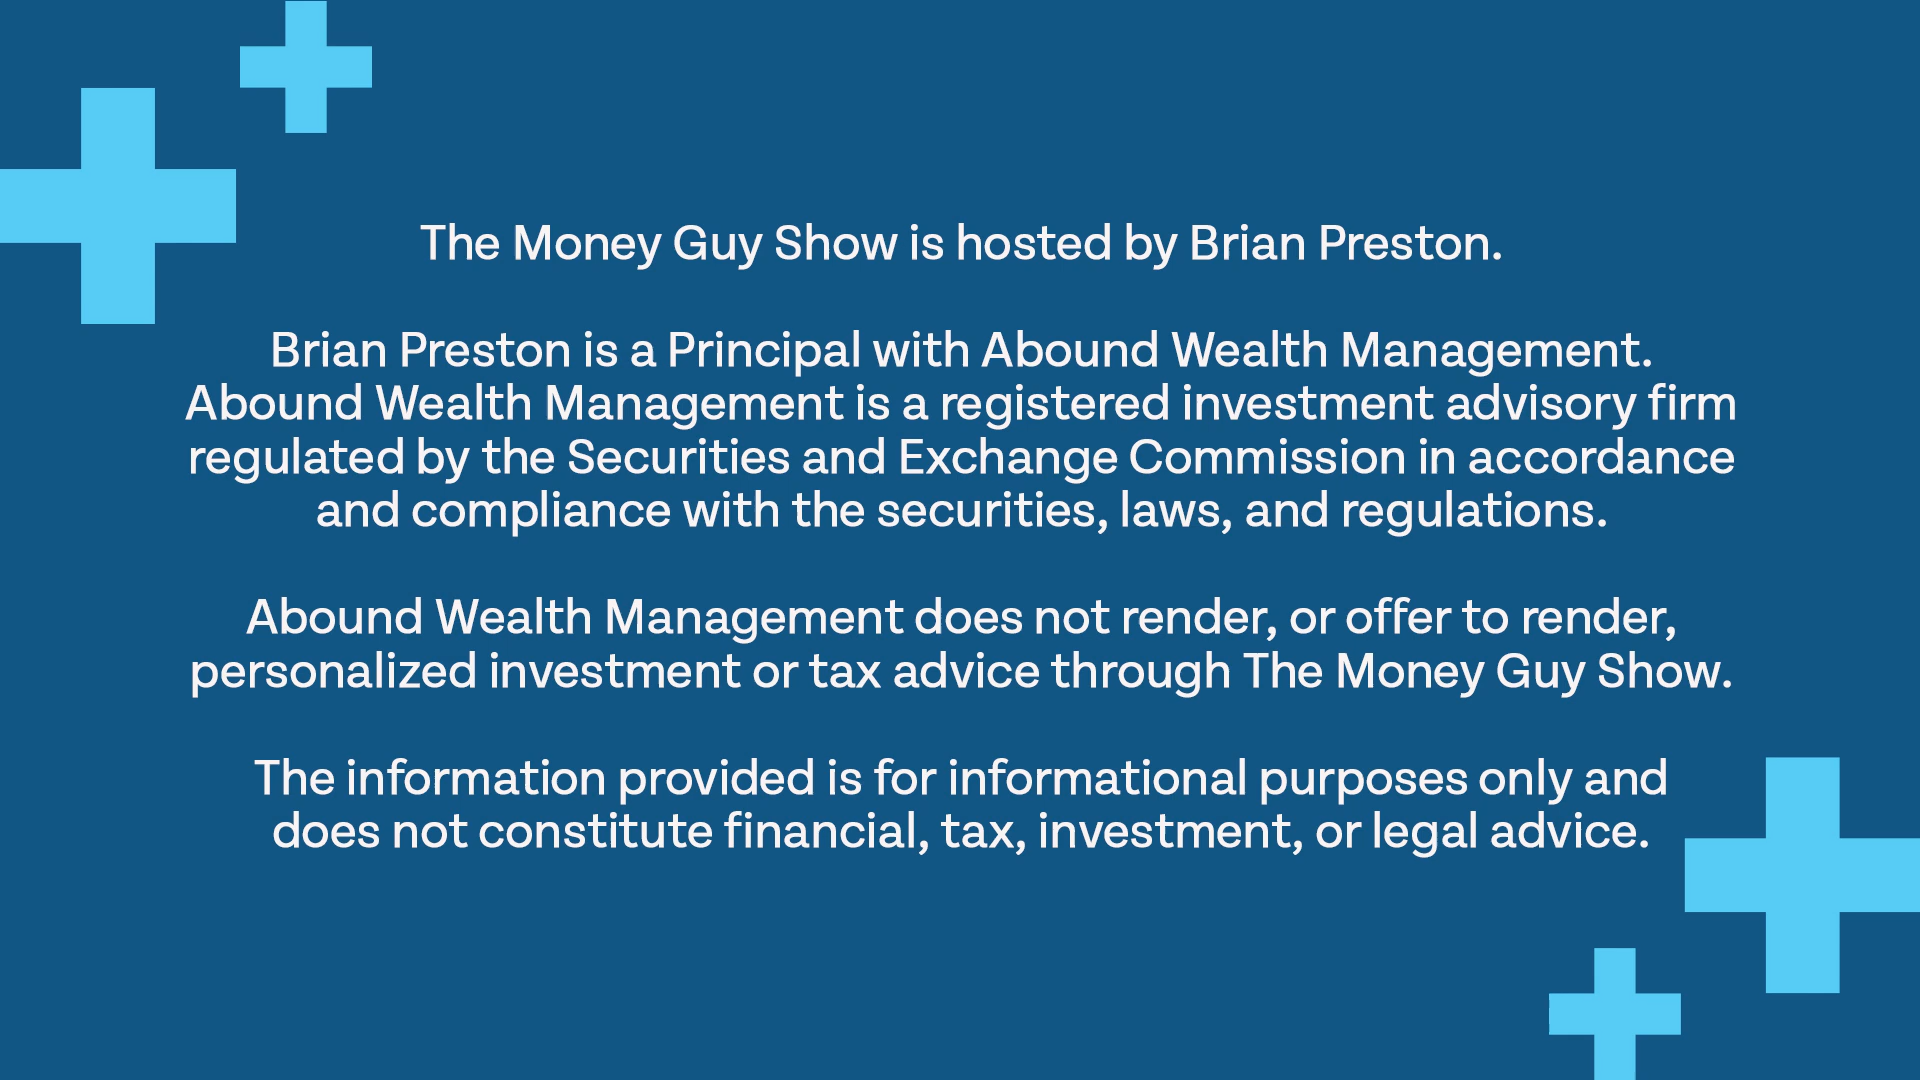 The Money Guy Show is hosted by Brian Preston.
Brian Preston is a Principal with Abound Wealth Management.
Abound Wealth Management is a registered investment advisory firm
regulated by the Securities and Exchange Commission in accordance
and compliance with the securities, laws, and regulations.
Abound Wealth Management does not render, or offer to render,
personalized investment or tax advice through The Money Guy Show.
The information provided is for informational purposes only and
does not constitute financial, tax, investment, or legal advice.